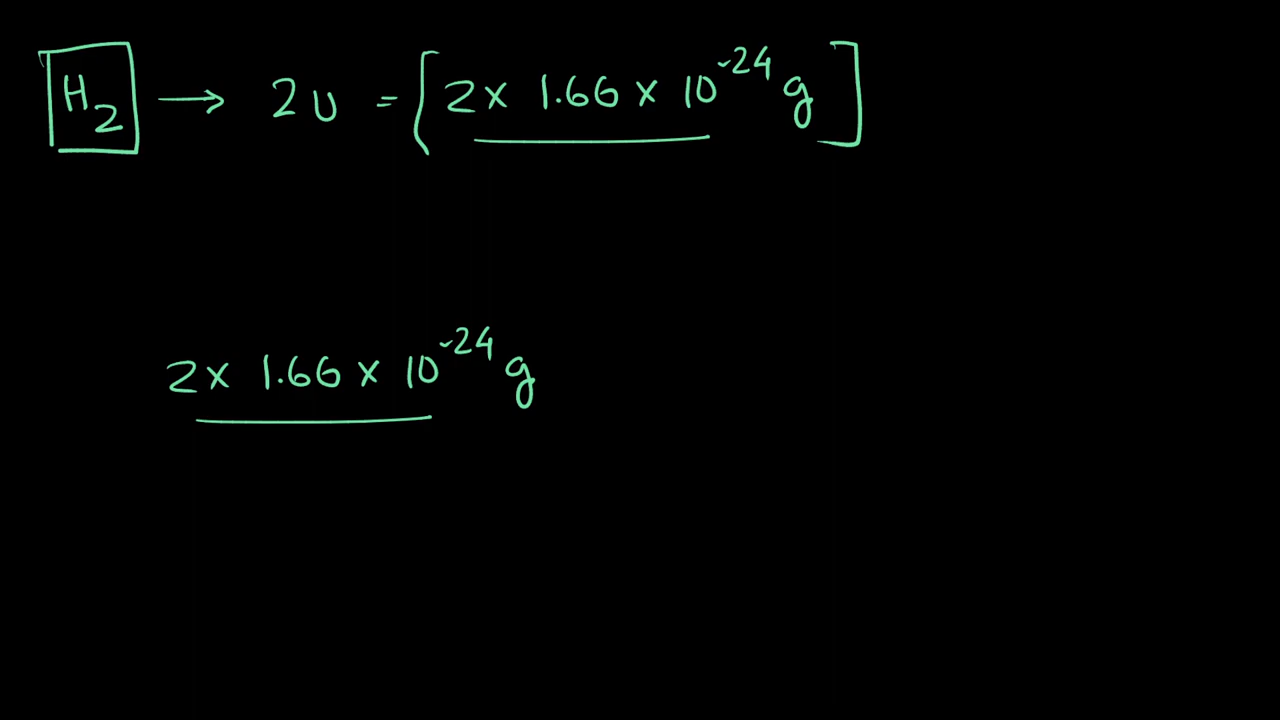 H₂ → 2u = [2 x 1.66 x 10⁻²⁴ g]
2 x 1.66 x 10⁻²⁴ g